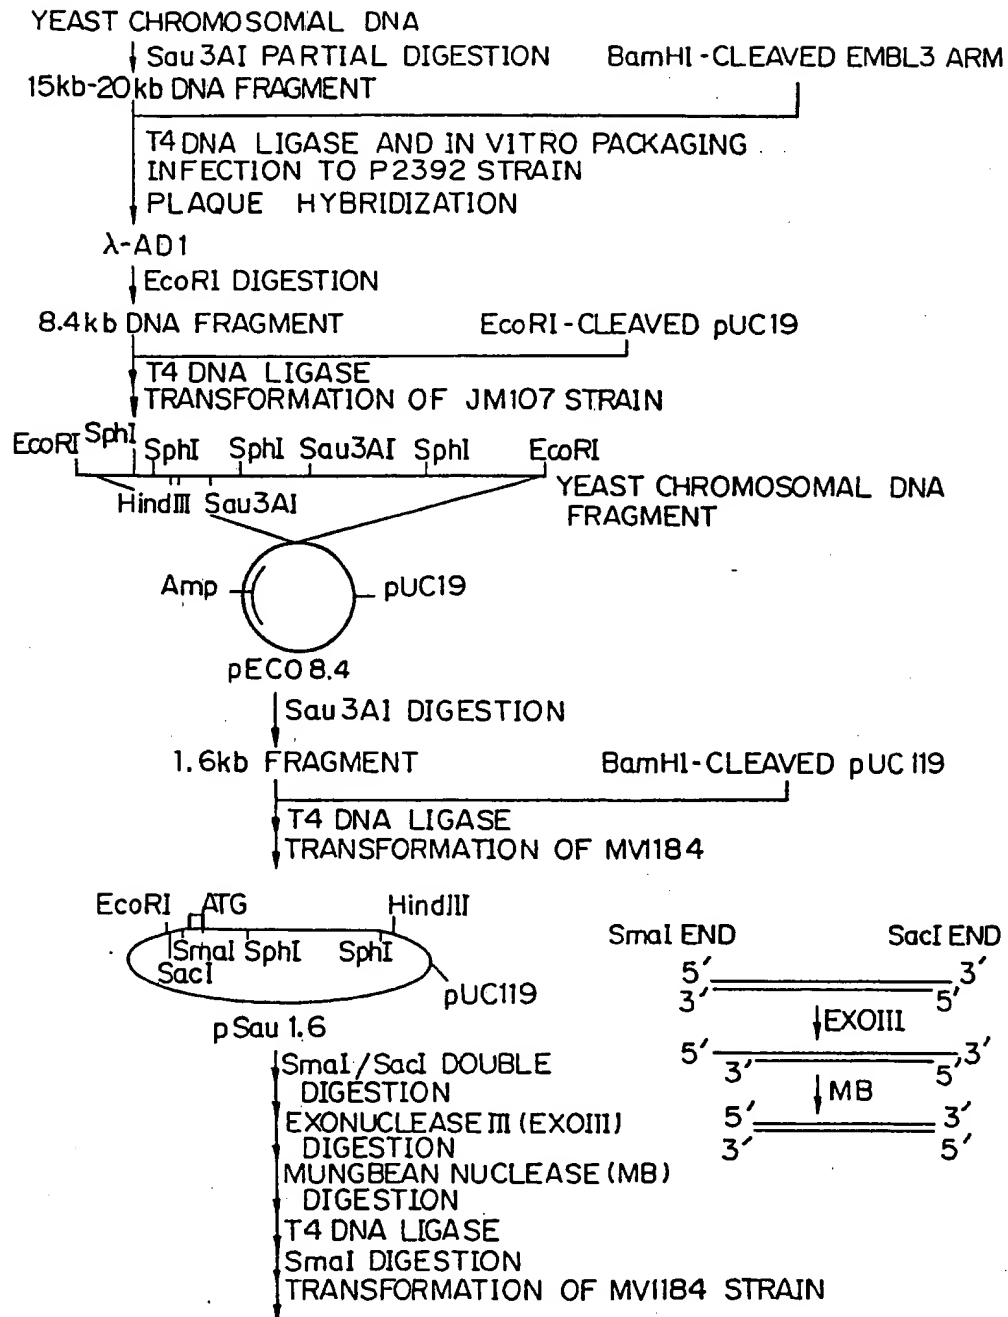 YEAST CHROMOSOMAL DNA
Sau3AI PARTIAL DIGESTION
BamHI-CLEAVED EMBL3 ARM
15kb-20kb DNA FRAGMENT
T4 DNA LIGASE AND IN VITRO PACKAGING
INFECTION TO P2392 STRAIN
PLAQUE HYBRIDIZATION
λ-AD1
EcoRI DIGESTION
8.4kb DNA FRAGMENT
EcoRI-CLEAVED pUC19
T4 DNA LIGASE
TRANSFORMATION OF JM107 STRAIN
EcoRI SphI SphI SphI Sau3AI SphI EcoRI
HindIII Sau3AI
YEAST CHROMOSOMAL DNA
FRAGMENT
Amp
pUC19
pECO8.4
Sau3AI DIGESTION
1.6kb FRAGMENT
BamHI-CLEAVED pUC119
T4 DNA LIGASE
TRANSFORMATION OF MV1184
EcoRI ATG HindIII
SmaI SphI SphI
SacI
pUC119
pSau1.6
SmaI/SacI DOUBLE
DIGESTION
EXONUCLEASE III (EXOIII)
DIGESTION
MUNGBEAN NUCLEASE (MB)
DIGESTION
T4 DNA LIGASE
SmaI DIGESTION
TRANSFORMATION OF MV1184 STRAIN
SmaI END SacI END
5′ 3′
3′ 5′
EXOIII
5′ 3′
3′ 5′
MB
5′ 3′
3′ 5′